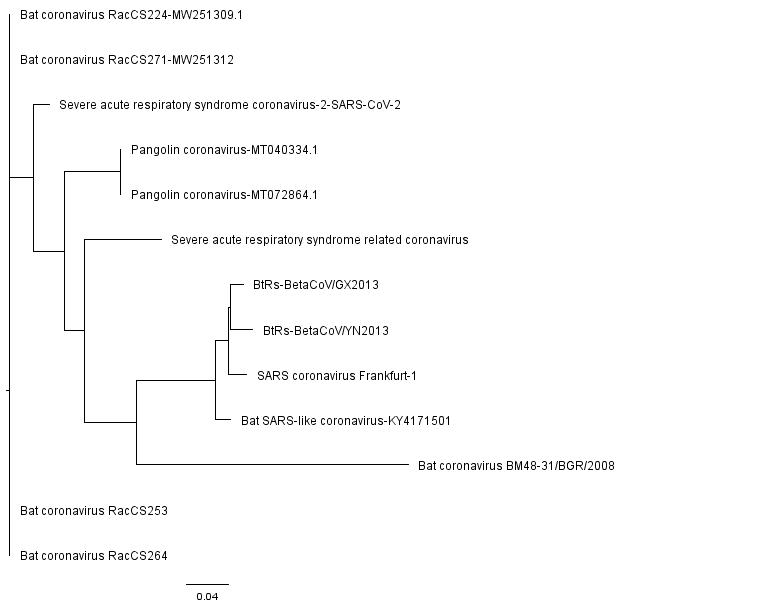 Bat coronavirus RacCS224-MW251309.1
Bat coronavirus RacCS271-MW251312
Severe acute respiratory syndrome coronavirus-2-SARS-CoV-2
Pangolin coronavirus-MT040334.1
Pangolin coronavirus-MT072864.1
Severe acute respiratory syndrome related coronavirus
BtRs-BetaCoV/GX2013
BtRs-BetaCoV/YN2013
SARS coronavirus Frankfurt-1
Bat SARS-like coronavirus-KY4171501
Bat coronavirus BM48-31/BGR/2008
Bat coronavirus RacCS253
Bat coronavirus RacCS264
0.04